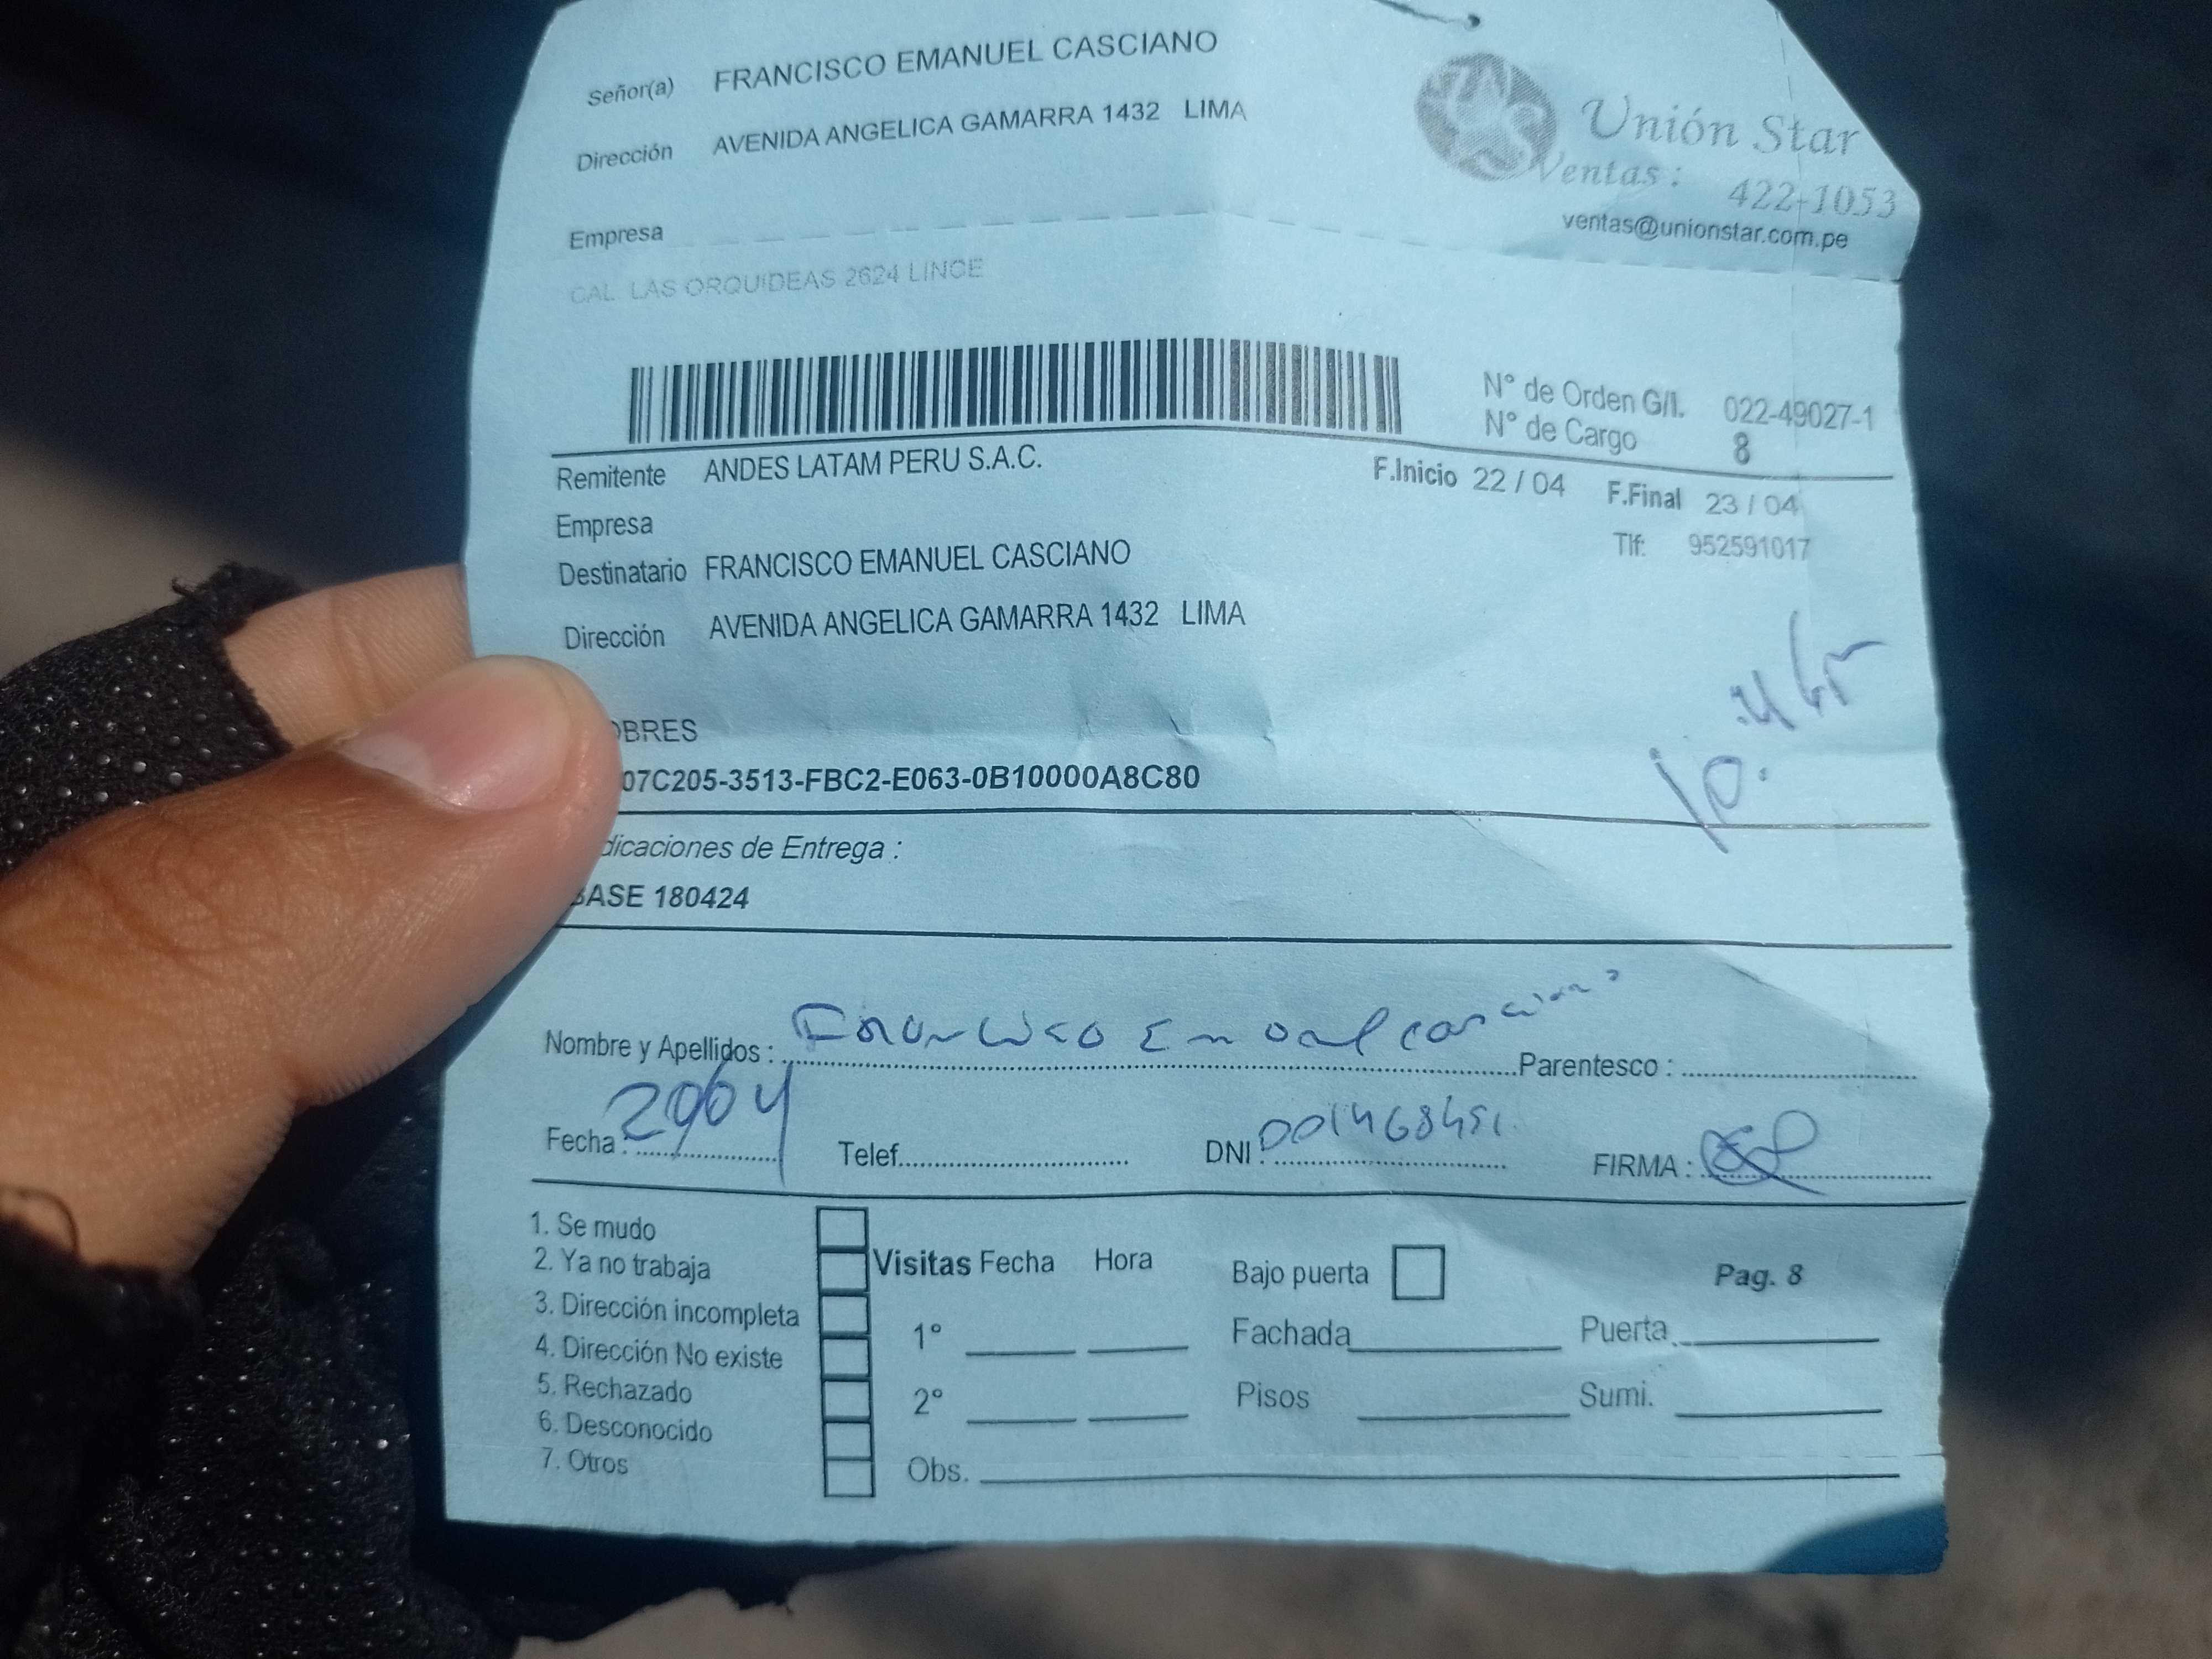 Señor(a) FRANCISCO EMANUEL CASCIANO
Dirección AVENIDA ANGELICA GAMARRA 1432 LIMA
Unión Star
Ventas : 422-1053
ventas@unionstar.com.pe
Empresa
CAL. LAS ORQUIDEAS 2624 LINCE
N° de Orden G/I. 022-49027-1
N° de Cargo 8
Remitente ANDES LATAM PERU S.A.C.
F.Inicio 22 / 04 F.Final 23 / 04
Empresa
Tlf: 952591017
Destinatario FRANCISCO EMANUEL CASCIANO
Dirección AVENIDA ANGELICA GAMARRA 1432 LIMA
OBRES
07C205-3513-FBC2-E063-0B10000A8C80
dicaciones de Entrega :
BASE 180424
Nombre y Apellidos : Francisco Emanuel Casciano Parentesco :
Fecha : Telef. DNI : 001468451 FIRMA :
1. Se mudo
2. Ya no trabaja
3. Dirección incompleta
4. Dirección No existe
5. Rechazado
6. Desconocido
7. Otros
Visitas Fecha Hora
1°
2°
Obs.
Bajo puerta
Pag. 8
Fachada Puerta
Pisos Sumi.